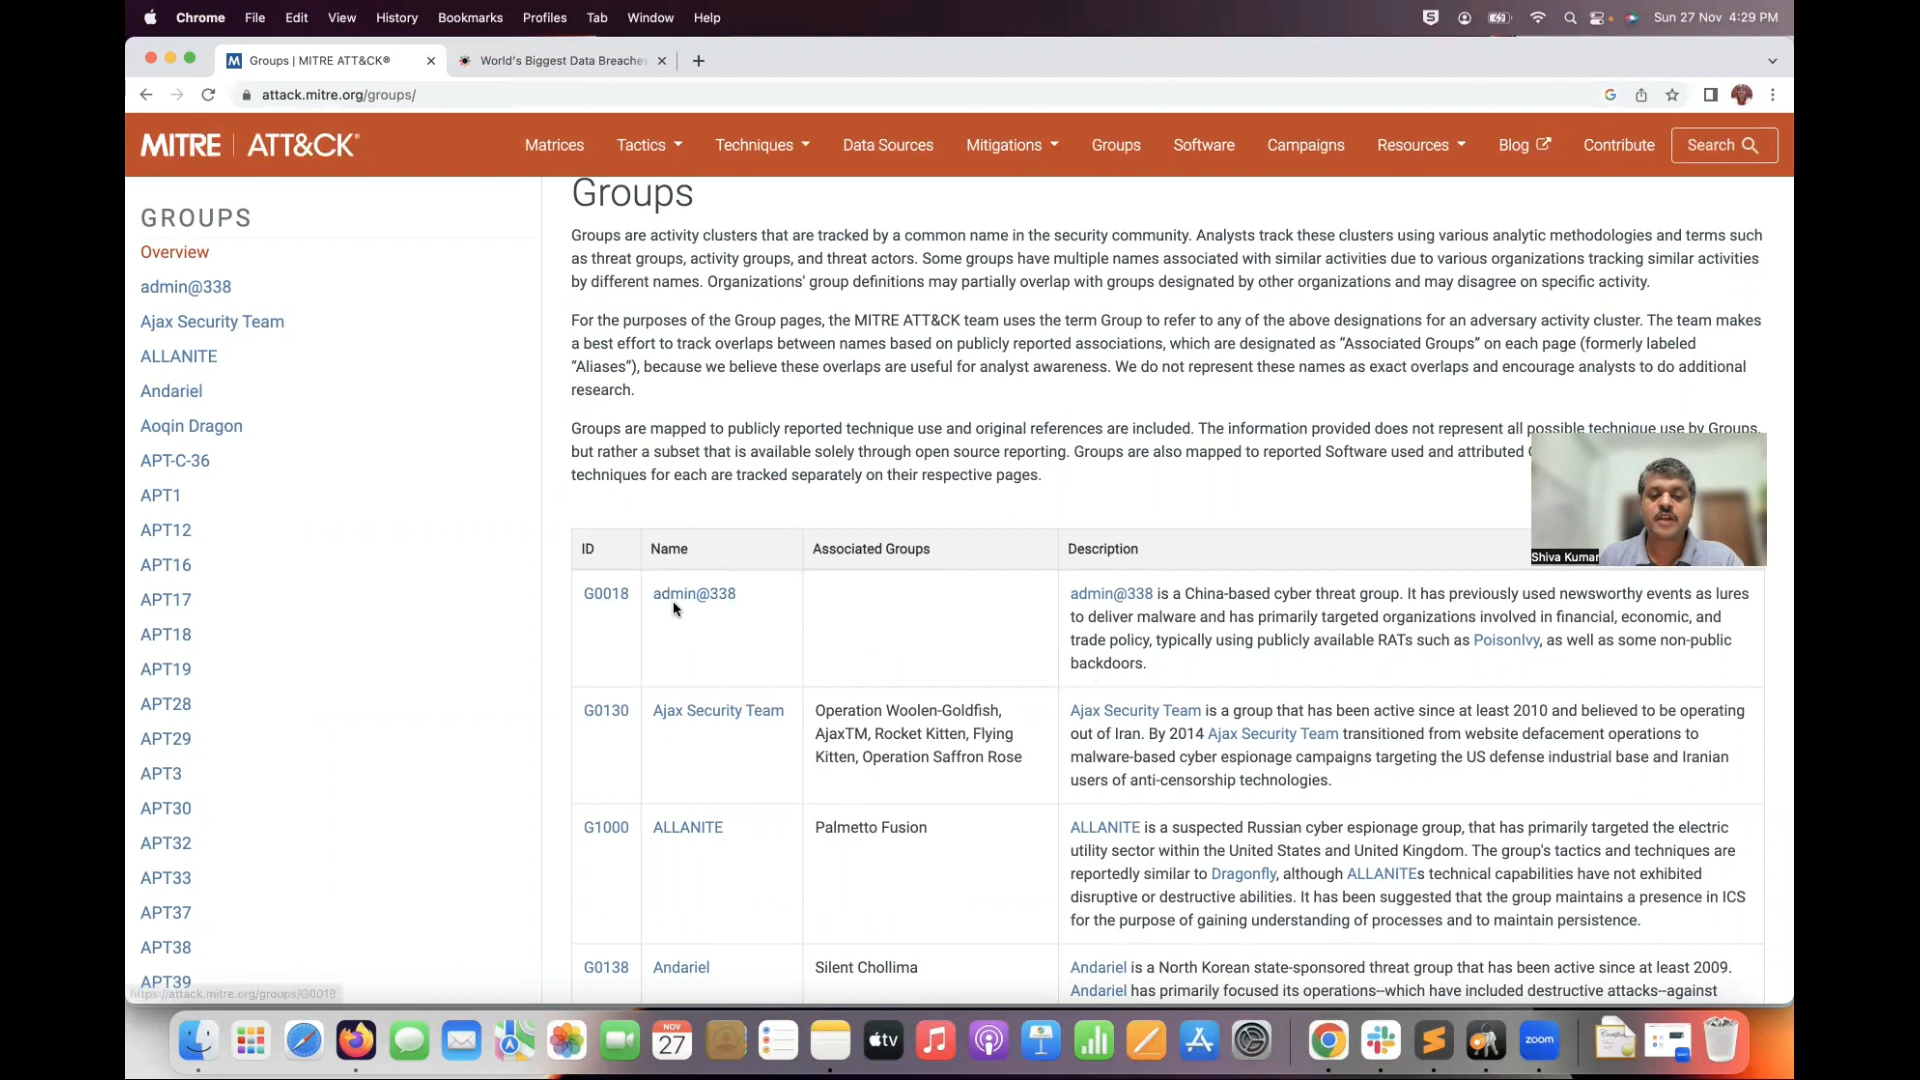 Chrome File Edit View History Bookmarks Profiles Tab Window Help Sun 27 Nov 4:29 PM
Groups | MITRE ATT&CK® World's Biggest Data Breaches
attack.mitre.org/groups/
MITRE | ATT&CK® Matrices Tactics Techniques Data Sources Mitigations Groups Software Campaigns Resources Blog Contribute Search
GROUPS
Overview
admin@338
Ajax Security Team
ALLANITE
Andariel
Aoqin Dragon
APT-C-36
APT1
APT12
APT16
APT17
APT18
APT19
APT28
APT29
APT3
APT30
APT32
APT33
APT37
APT38
APT39
https://attack.mitre.org/groups/G0018
Groups
Groups are activity clusters that are tracked by a common name in the security community. Analysts track these clusters using various analytic methodologies and terms such
as threat groups, activity groups, and threat actors. Some groups have multiple names associated with similar activities due to various organizations tracking similar activities
by different names. Organizations' group definitions may partially overlap with groups designated by other organizations and may disagree on specific activity.
For the purposes of the Group pages, the MITRE ATT&CK team uses the term Group to refer to any of the above designations for an adversary activity cluster. The team makes
a best effort to track overlaps between names based on publicly reported associations, which are designated as “Associated Groups” on each page (formerly labeled
“Aliases”), because we believe these overlaps are useful for analyst awareness. We do not represent these names as exact overlaps and encourage analysts to do additional
research.
Groups are mapped to publicly reported technique use and original references are included. The information provided does not represent all possible technique use by Groups,
but rather a subset that is available solely through open source reporting. Groups are also mapped to reported Software used and attributed
techniques for each are tracked separately on their respective pages.
Shiva Kumar
ID Name Associated Groups Description
G0018 admin@338 admin@338 is a China-based cyber threat group. It has previously used newsworthy events as lures
to deliver malware and has primarily targeted organizations involved in financial, economic, and
trade policy, typically using publicly available RATs such as PoisonIvy, as well as some non-public
backdoors.
G0130 Ajax Security Team Operation Woolen-Goldfish, Ajax Security Team is a group that has been active since at least 2010 and believed to be operating
AjaxTM, Rocket Kitten, Flying out of Iran. By 2014 Ajax Security Team transitioned from website defacement operations to
Kitten, Operation Saffron Rose malware-based cyber espionage campaigns targeting the US defense industrial base and Iranian
users of anti-censorship technologies.
G1000 ALLANITE Palmetto Fusion ALLANITE is a suspected Russian cyber espionage group, that has primarily targeted the electric
utility sector within the United States and United Kingdom. The group's tactics and techniques are
reportedly similar to Dragonfly, although ALLANITEs technical capabilities have not exhibited
disruptive or destructive abilities. It has been suggested that the group maintains a presence in ICS
for the purpose of gaining understanding of processes and to maintain persistence.
G0138 Andariel Silent Chollima Andariel is a North Korean state-sponsored threat group that has been active since at least 2009.
Andariel has primarily focused its operations--which have included destructive attacks--against
NOV
27
tv
zoom